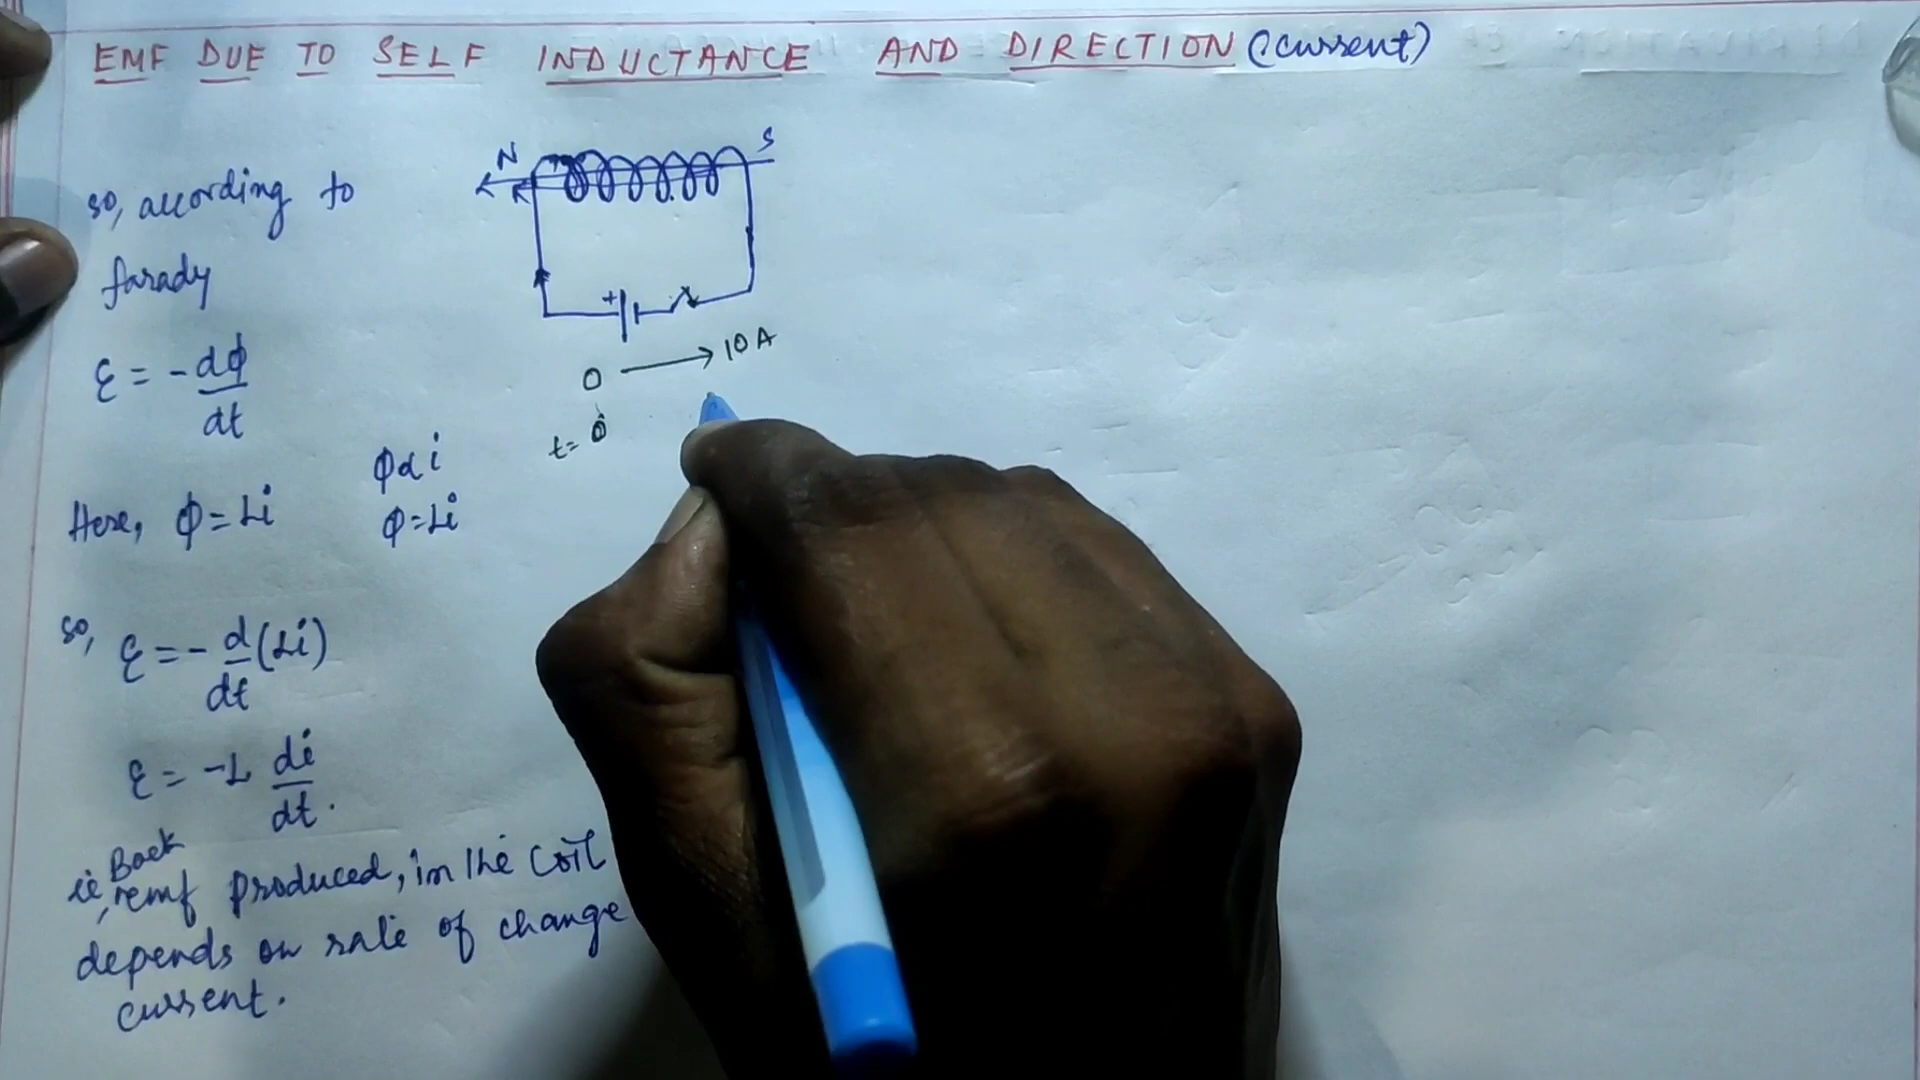 EMF DUE TO SELF INDUCTANCE AND DIRECTION (current)
N
S
so, according to
farady
+
ε = - dφ/dt
0 → 10 A
t = 0
φ α i
Here, φ = Li
φ = Li
so, ε = - d/dt (Li)
ε = -L di/dt.
ie, Back emf produced, in the coil
depends on rate of change
current.